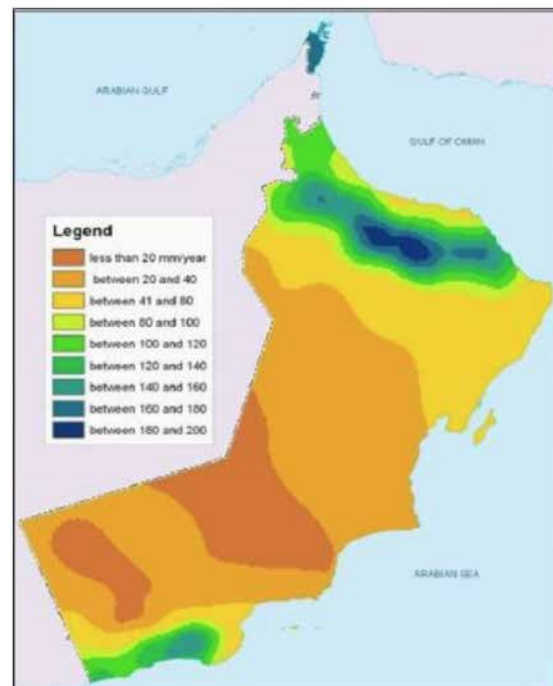 ARABIAN GULF
GULF OF OMAN
Legend
less than 20 mm/year
between 20 and 40
between 41 and 80
between 80 and 100
between 100 and 120
between 120 and 140
between 140 and 160
between 160 and 180
between 180 and 200
ARABIAN SEA